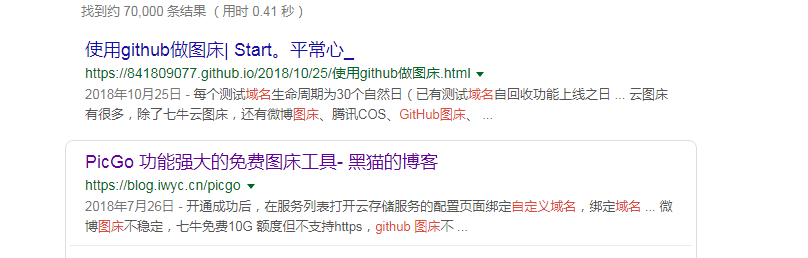 找到约 70,000 条结果 （用时 0.41 秒）
使用github做图床| Start。平常心_
https://841809077.github.io/2018/10/25/使用github做图床.html
2018年10月25日 - 每个测试域名生命周期为30个自然日（已有测试域名自回收功能上线之日 ... 云图床
有很多，除了七牛云图床，还有微博图床、腾讯COS、GitHub图床、 ...
PicGo 功能强大的免费图床工具- 黑猫的博客
https://blog.iwyc.cn/picgo
2018年7月26日 - 开通成功后，在服务列表打开云存储服务的配置页面绑定自定义域名，绑定域名 ... 微
博图床不稳定，七牛免费10G 额度但不支持https，github 图床不 ...